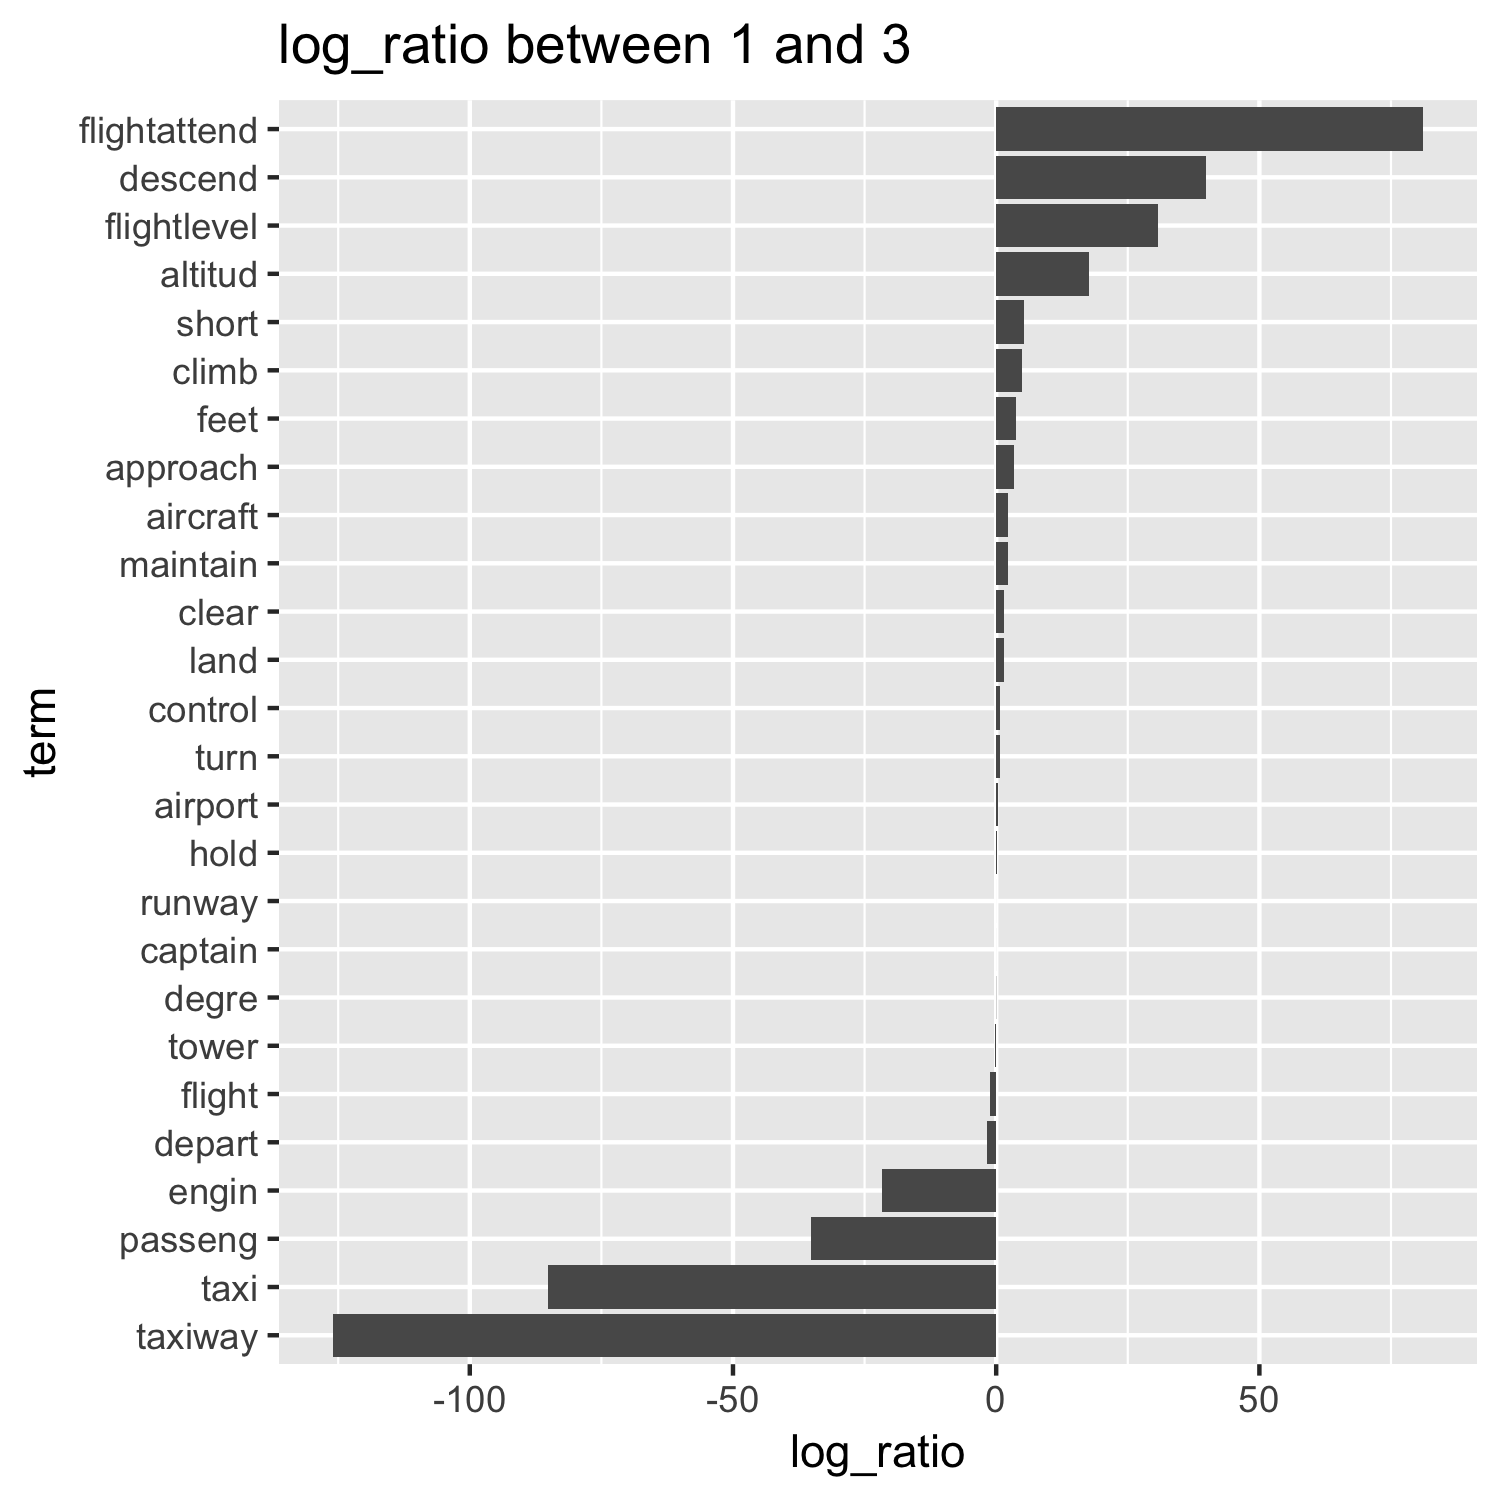 log_ratio between 1 and 3
flightattend
descend
flightlevel
altitud
short
climb
feet
approach
aircraft
maintain
clear
land
control
turn
airport
hold
runway
captain
degre
tower
flight
depart
engin
passeng
taxi
taxiway
term
-100 -50 0 50
log_ratio